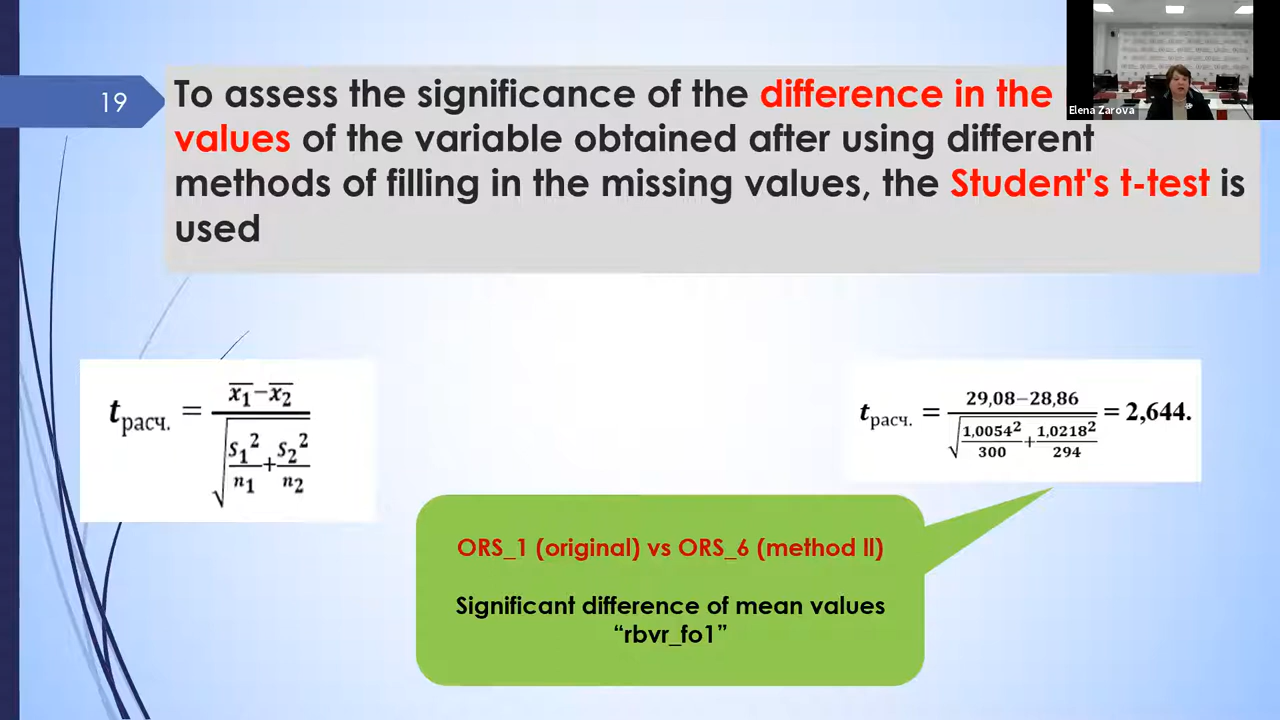 19
To assess the significance of the difference in the
values of the variable obtained after using different
methods of filling in the missing values, the Student's t-test is
used
Elena Zarova
t расч. = (x̅1 − x̅2) / √(s1²/n1 + s2²/n2)
t расч. = (29,08−28,86) / √(1,0054²/300 + 1,0218²/294) = 2,644.
ORS_1 (original) vs ORS_6 (method II)
Significant difference of mean values
“rbvr_fo1”